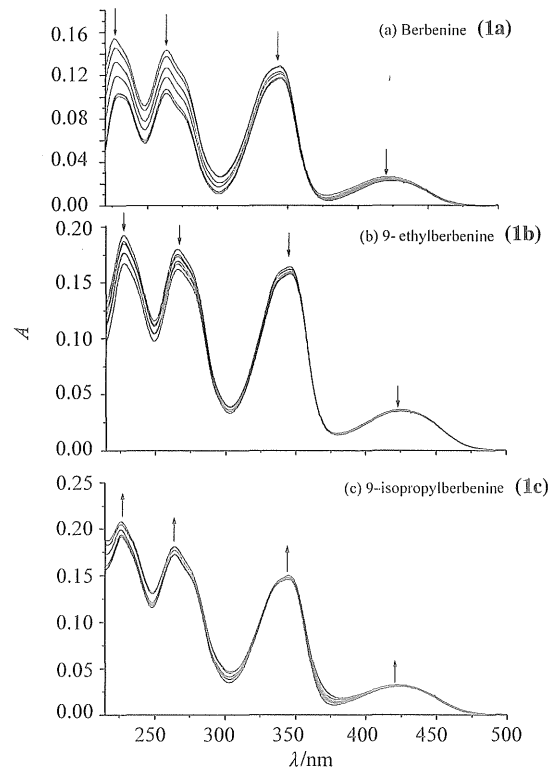 (a) Berbenine (1a)
0.16
0.12
0.08
0.04
0.00
(b) 9- ethylberbenine (1b)
0.20
0.15
0.10
0.05
0.00
A
(c) 9-isopropylberbenine (1c)
0.25
0.20
0.15
0.10
0.05
0.00
250 300 350 400 450 500
λ/nm